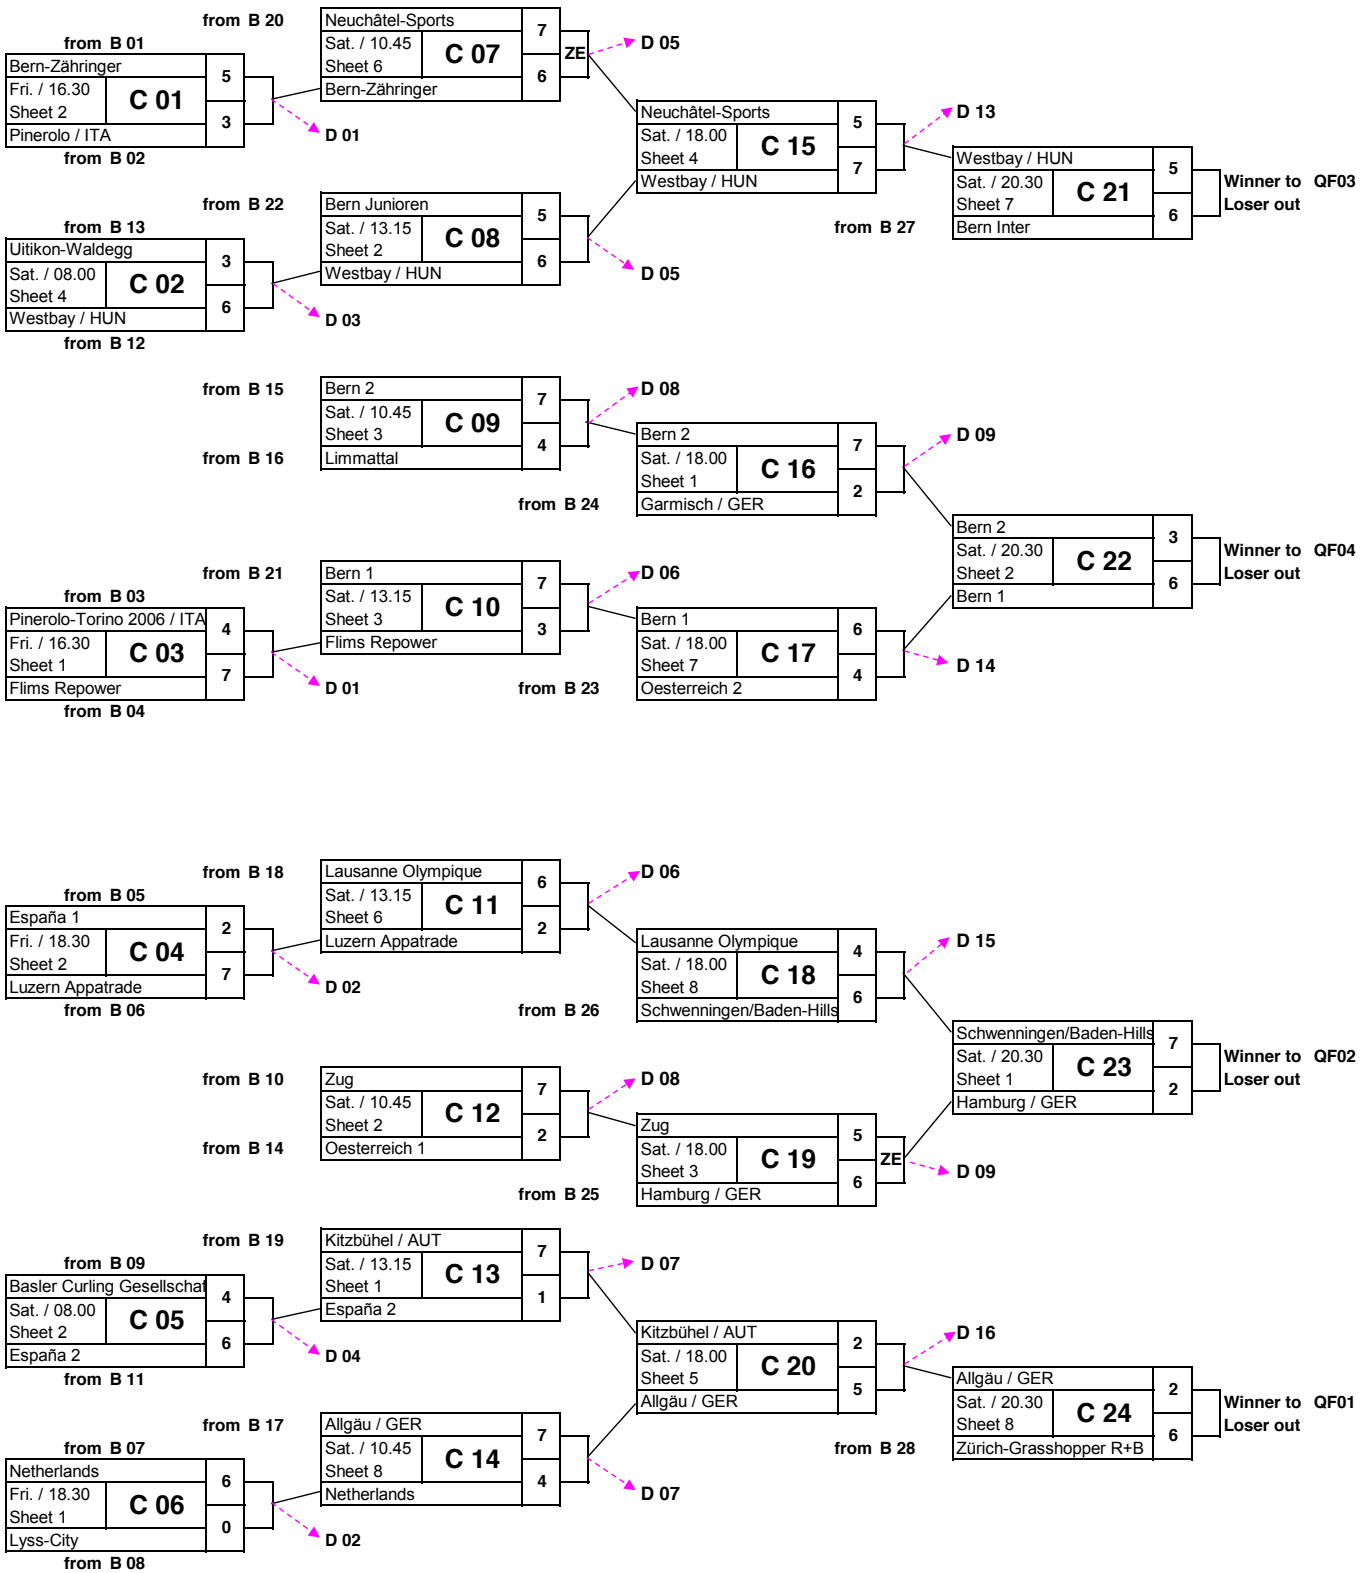 from B 01
Bern-Zähringer
5
Fri. / 16.30
Sheet 2
C 01
3
Pinerolo / ITA
from B 02
D 01
from B 13
Uitikon-Waldegg
3
Sat. / 08.00
Sheet 4
C 02
6
Westbay / HUN
from B 12
D 03
from B 20
Neuchâtel-Sports
7
Sat. / 10.45
Sheet 6
C 07
ZE
6
Bern-Zähringer
D 05
from B 22
Bern Junioren
5
Sat. / 13.15
Sheet 2
C 08
6
Westbay / HUN
D 05
Neuchâtel-Sports
5
Sat. / 18.00
Sheet 4
C 15
7
Westbay / HUN
D 13
Westbay / HUN
5
Sat. / 20.30
Sheet 7
C 21
6
Bern Inter
from B 27
Winner to QF03
Loser out
from B 15
Bern 2
7
Sat. / 10.45
Sheet 3
C 09
4
Limmattal
from B 16
D 08
Bern 2
7
Sat. / 18.00
Sheet 1
C 16
2
Garmisch / GER
from B 24
D 09
from B 03
Pinerolo-Torino 2006 / ITA
4
Fri. / 16.30
Sheet 1
C 03
7
Flims Repower
from B 04
D 01
from B 21
Bern 1
7
Sat. / 13.15
Sheet 3
C 10
3
Flims Repower
D 06
Bern 1
6
Sat. / 18.00
Sheet 7
C 17
4
Oesterreich 2
from B 23
D 14
Bern 2
3
Sat. / 20.30
Sheet 2
C 22
6
Bern 1
Winner to QF04
Loser out
from B 05
España 1
2
Fri. / 18.30
Sheet 2
C 04
7
Luzern Appatrade
from B 06
D 02
from B 18
Lausanne Olympique
6
Sat. / 13.15
Sheet 6
C 11
2
Luzern Appatrade
D 06
Lausanne Olympique
4
Sat. / 18.00
Sheet 8
C 18
6
Schwenningen/Baden-Hills
from B 26
D 15
from B 10
Zug
7
Sat. / 10.45
Sheet 2
C 12
2
Oesterreich 1
from B 14
D 08
Zug
5
Sat. / 18.00
Sheet 3
C 19
ZE
6
Hamburg / GER
from B 25
D 09
Schwenningen/Baden-Hills
7
Sat. / 20.30
Sheet 1
C 23
2
Hamburg / GER
Winner to QF02
Loser out
from B 09
Basler Curling Gesellschaf
4
Sat. / 08.00
Sheet 2
C 05
6
España 2
from B 11
D 04
from B 19
Kitzbühel / AUT
7
Sat. / 13.15
Sheet 1
C 13
1
España 2
D 07
from B 07
Netherlands
6
Fri. / 18.30
Sheet 1
C 06
0
Lyss-City
from B 08
D 02
from B 17
Allgäu / GER
7
Sat. / 10.45
Sheet 8
C 14
4
Netherlands
D 07
Kitzbühel / AUT
2
Sat. / 18.00
Sheet 5
C 20
5
Allgäu / GER
D 16
Allgäu / GER
2
Sat. / 20.30
Sheet 8
C 24
6
Zürich-Grasshopper R+B
from B 28
Winner to QF01
Loser out